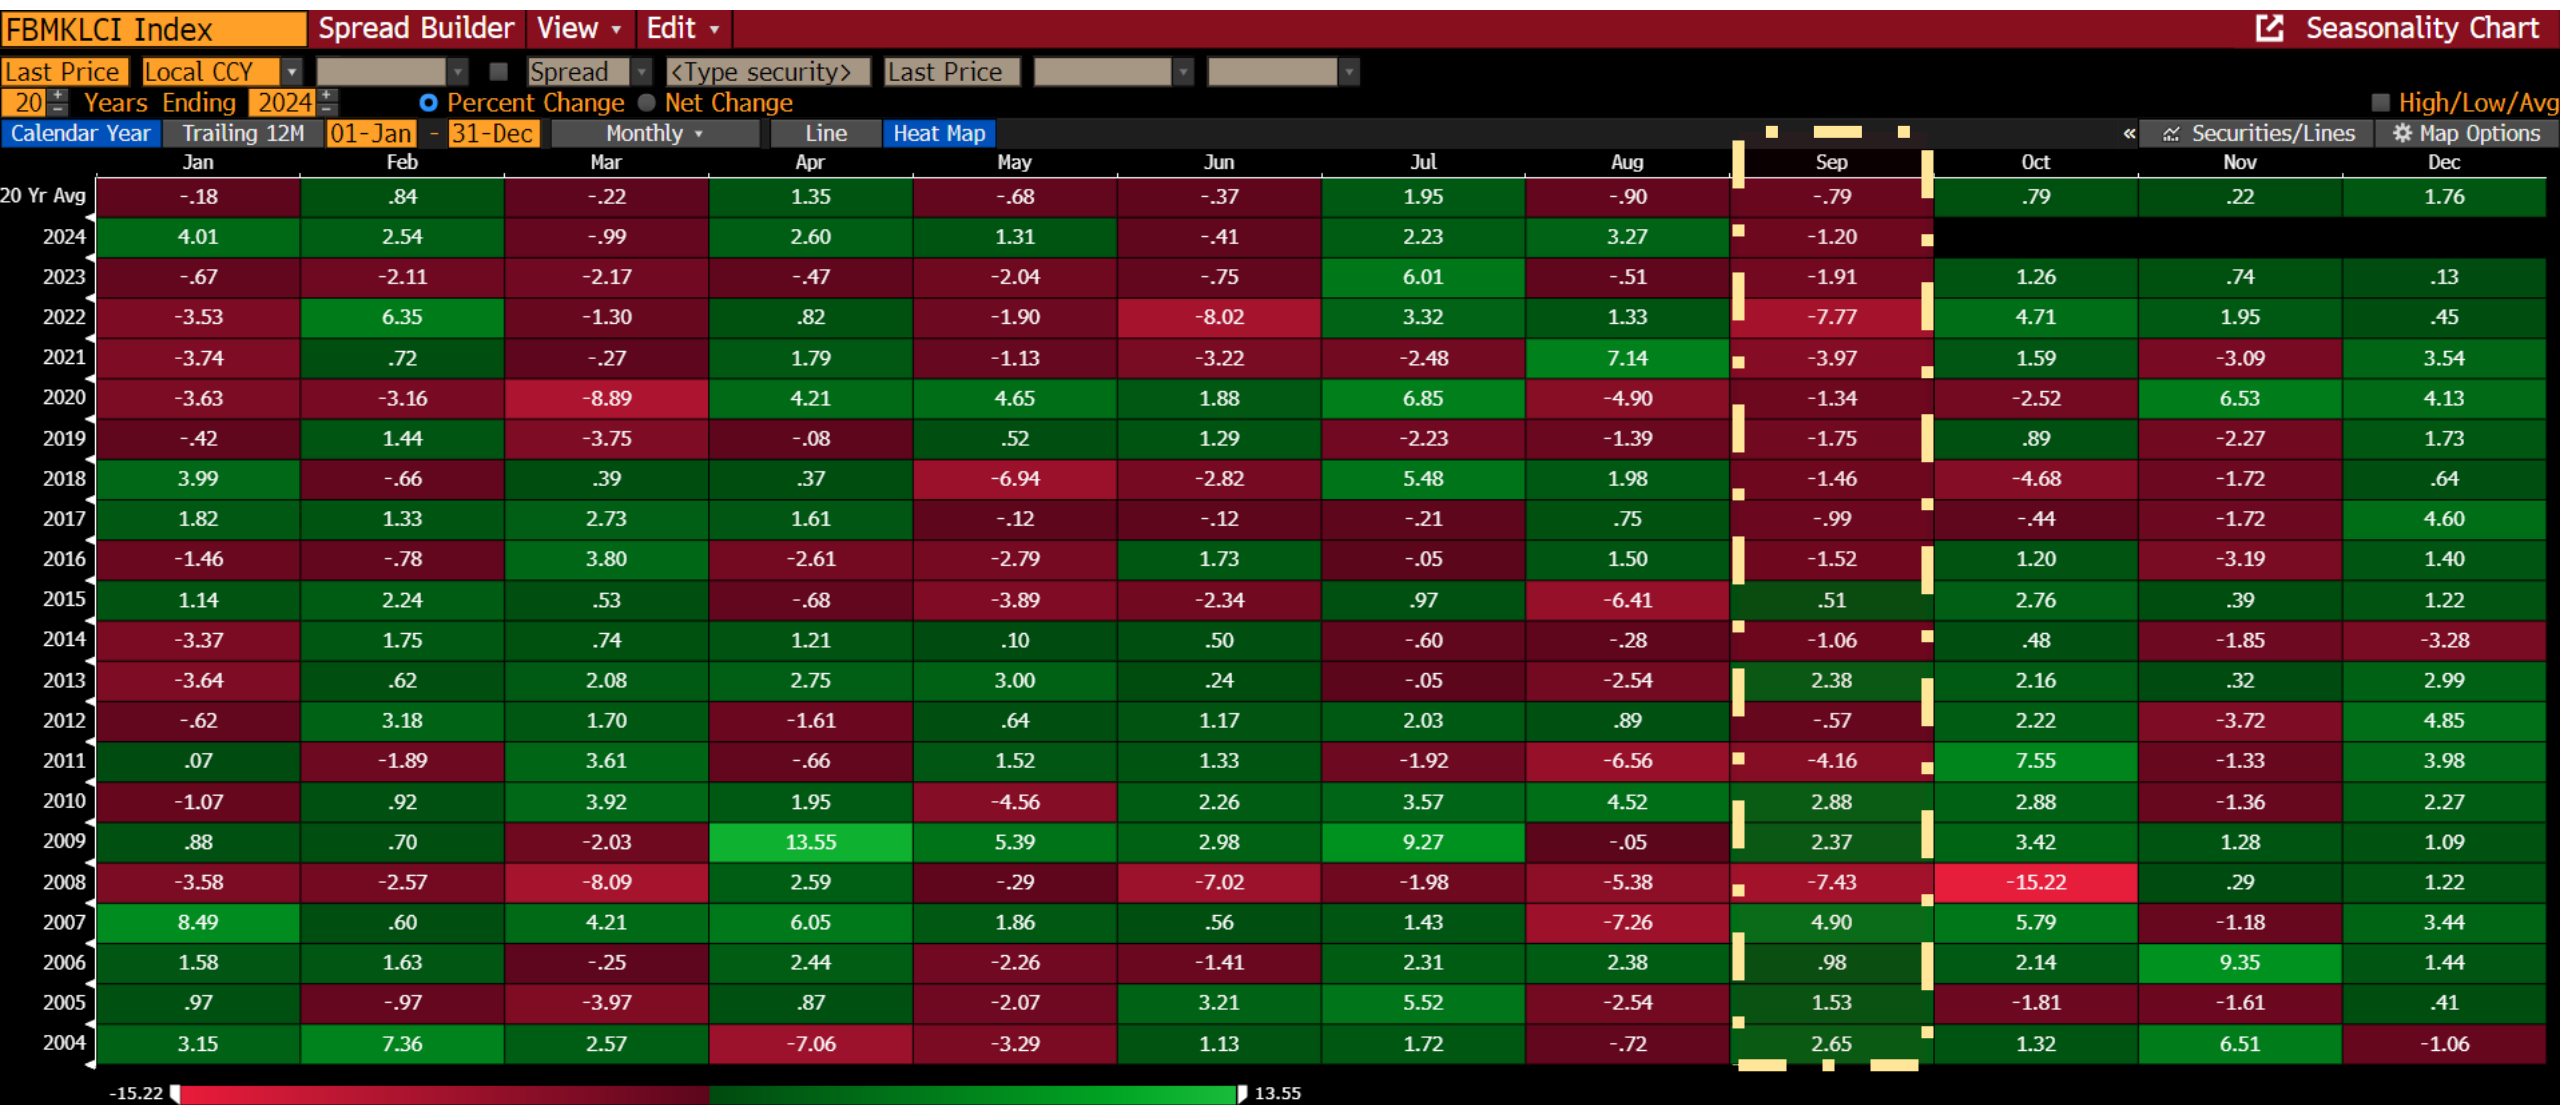 FBMKLCI Index Spread Builder View Edit Seasonality Chart
Last Price Local CCY Spread <Type security> Last Price
20 Years Ending 2024 Percent Change Net Change High/Low/Avg
Calendar Year Trailing 12M 01-Jan - 31-Dec Monthly Line Heat Map « Securities/Lines Map Options
Jan Feb Mar Apr May Jun Jul Aug Sep Oct Nov Dec
20 Yr Avg -.18 .84 -.22 1.35 -.68 -.37 1.95 -.90 -.79 .79 .22 1.76
2024 4.01 2.54 -.99 2.60 1.31 -.41 2.23 3.27 -1.20
2023 -.67 -2.11 -2.17 -.47 -2.04 -.75 6.01 -.51 -1.91 1.26 .74 .13
2022 -3.53 6.35 -1.30 .82 -1.90 -8.02 3.32 1.33 -7.77 4.71 1.95 .45
2021 -3.74 .72 -.27 1.79 -1.13 -3.22 -2.48 7.14 -3.97 1.59 -3.09 3.54
2020 -3.63 -3.16 -8.89 4.21 4.65 1.88 6.85 -4.90 -1.34 -2.52 6.53 4.13
2019 -.42 1.44 -3.75 -.08 .52 1.29 -2.23 -1.39 -1.75 .89 -2.27 1.73
2018 3.99 -.66 .39 .37 -6.94 -2.82 5.48 1.98 -1.46 -4.68 -1.72 .64
2017 1.82 1.33 2.73 1.61 -.12 -.12 -.21 .75 -.99 -.44 -1.72 4.60
2016 -1.46 -.78 3.80 -2.61 -2.79 1.73 -.05 1.50 -1.52 1.20 -3.19 1.40
2015 1.14 2.24 .53 -.68 -3.89 -2.34 .97 -6.41 .51 2.76 .39 1.22
2014 -3.37 1.75 .74 1.21 .10 .50 -.60 -.28 -1.06 .48 -1.85 -3.28
2013 -3.64 .62 2.08 2.75 3.00 .24 -.05 -2.54 2.38 2.16 .32 2.99
2012 -.62 3.18 1.70 -1.61 .64 1.17 2.03 .89 -.57 2.22 -3.72 4.85
2011 .07 -1.89 3.61 -.66 1.52 1.33 -1.92 -6.56 -4.16 7.55 -1.33 3.98
2010 -1.07 .92 3.92 1.95 -4.56 2.26 3.57 4.52 2.88 2.88 -1.36 2.27
2009 .88 .70 -2.03 13.55 5.39 2.98 9.27 -.05 2.37 3.42 1.28 1.09
2008 -3.58 -2.57 -8.09 2.59 -.29 -7.02 -1.98 -5.38 -7.43 -15.22 .29 1.22
2007 8.49 .60 4.21 6.05 1.86 .56 1.43 -7.26 4.90 5.79 -1.18 3.44
2006 1.58 1.63 -.25 2.44 -2.26 -1.41 2.31 2.38 .98 2.14 9.35 1.44
2005 .97 -.97 -3.97 .87 -2.07 3.21 5.52 -2.54 1.53 -1.81 -1.61 .41
2004 3.15 7.36 2.57 -7.06 -3.29 1.13 1.72 -.72 2.65 1.32 6.51 -1.06
-15.22 13.55